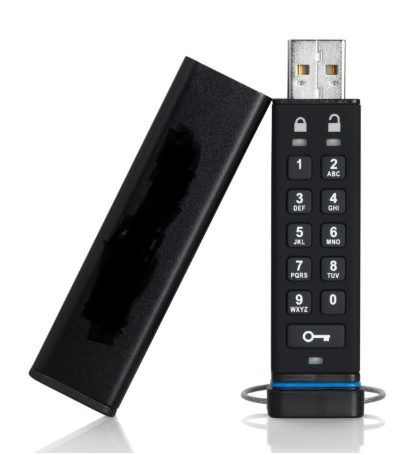 1 2
ABC
3 4
DEF GHI
5 6
JKL MNO
7 8
PQRS TUV
9 0
WXYZ